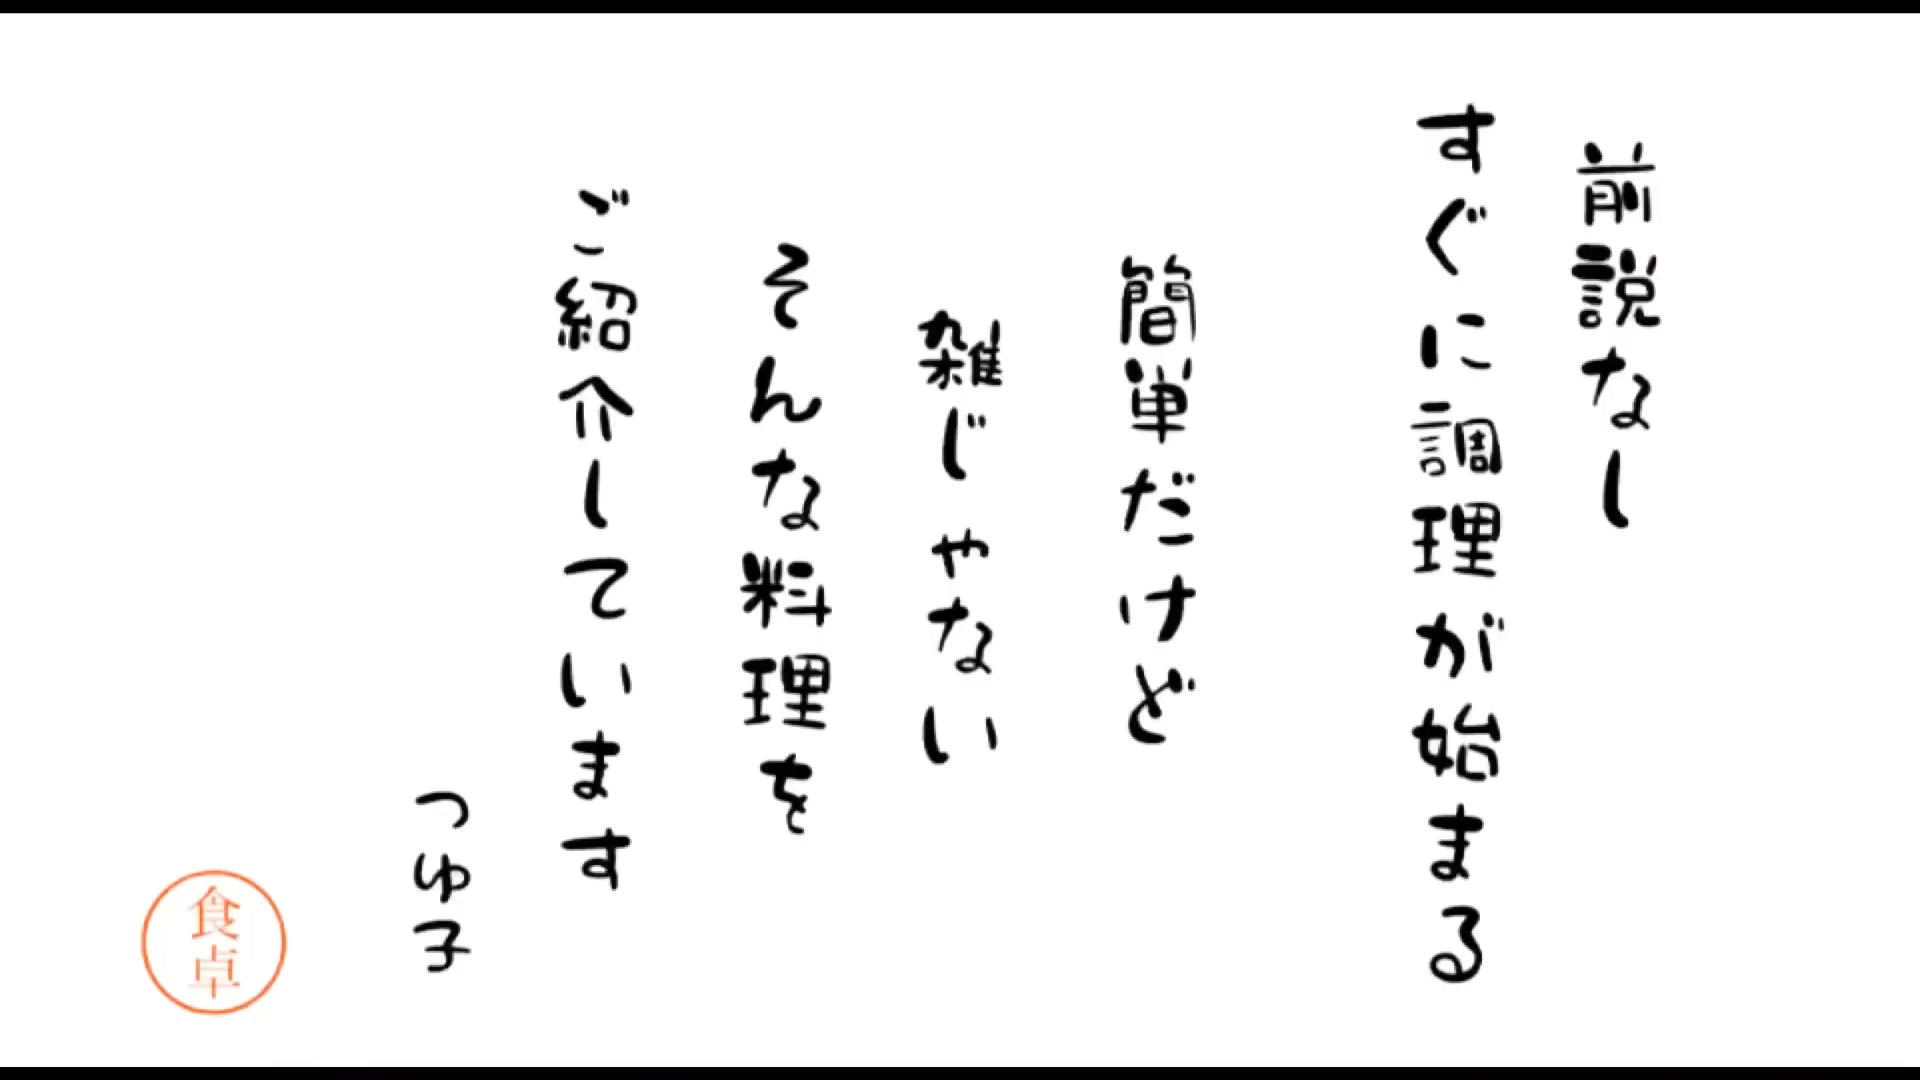 前説なし
すぐに調理が始まる
簡単だけど
雑じゃない
そんな料理を
ご紹介しています
つゆ子
食卓